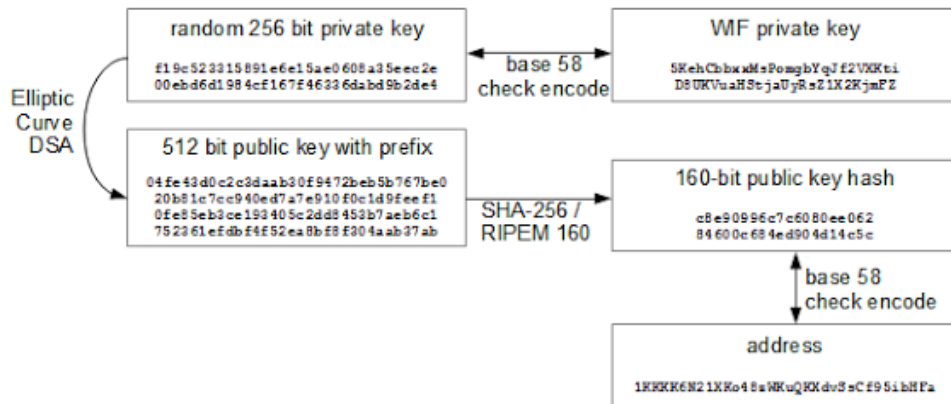 random 256 bit private key
f19c523315891e6e15ae0608a35eec2e
00ebd6d1984cf167f46336dabd9b2de4
base 58
check encode
WIF private key
5KehCbbxxMsPomgbYqJf2VXKti
D8UKVuaHStjaUyRsZ1X2KjmPZ
Elliptic
Curve
DSA
512 bit public key with prefix
04fe43d0c2c3daab30f9472beb5b767be0
20b81c7cc940ed7a7e910f0c1d9feef1
0fe85eb3ce193405c2dd8453b7aeb6c1
752361efdbf4f52ea8bf8f304aab37ab
SHA-256 /
RIPEM 160
160-bit public key hash
c8e90996c7c6080ee062
84600c684ed904d14c5c
base 58
check encode
address
1KKKK6N21XKo48zWKuQKXdvSsCf95ibHFa